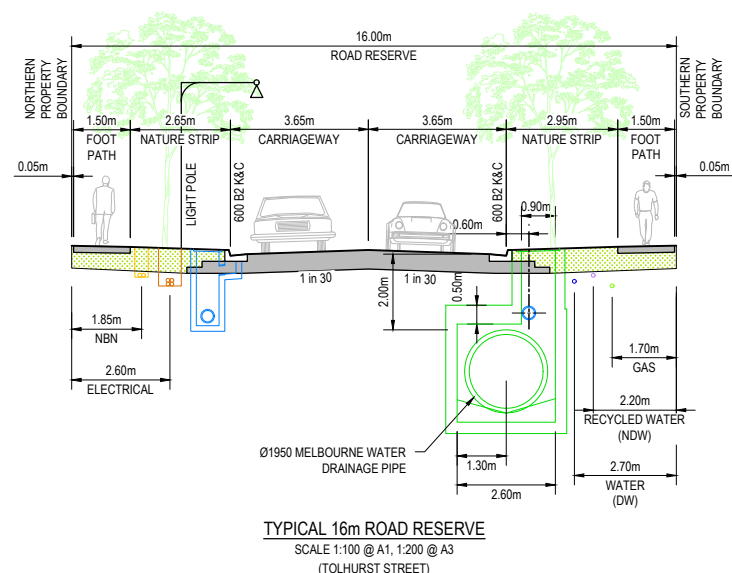 16.00m
ROAD RESERVE
NORTHERN
PROPERTY
BOUNDARY
SOUTHERN
PROPERTY
BOUNDARY
1.50m
2.65m
3.65m
3.65m
2.95m
1.50m
FOOT
PATH
NATURE STRIP
CARRIAGEWAY
CARRIAGEWAY
NATURE STRIP
FOOT
PATH
0.05m
0.05m
LIGHT POLE
600 B2 K&C
600 B2 K&C
0.90m
0.60m
1 in 30
1 in 30
2.00m
0.50m
1.85m
NBN
2.60m
ELECTRICAL
1.70m
GAS
2.20m
RECYCLED WATER
(NDW)
2.70m
WATER
(DW)
Ø1950 MELBOURNE WATER
DRAINAGE PIPE
1.30m
2.60m
TYPICAL 16m ROAD RESERVE
SCALE 1:100 @ A1, 1:200 @ A3
(TOLHURST STREET)